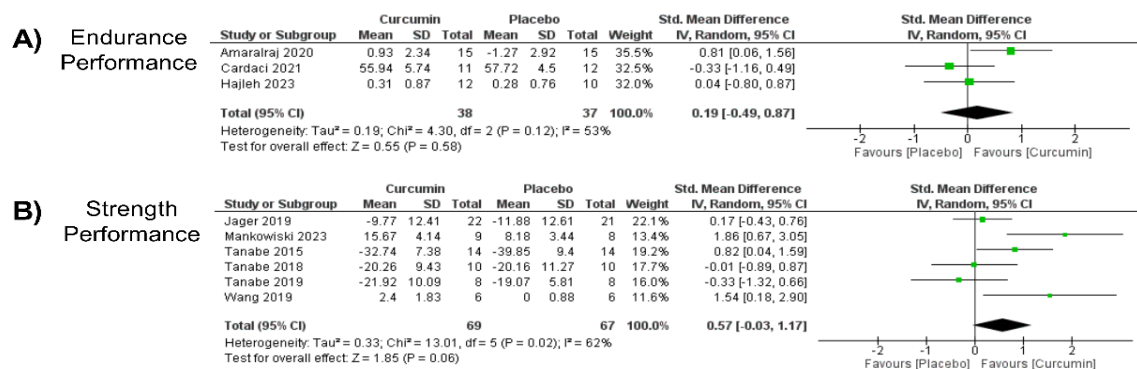 A) Endurance Performance
Curcumin Placebo Std. Mean Difference Std. Mean Difference
Study or Subgroup Mean SD Total Mean SD Total Weight IV, Random, 95% CI IV, Random, 95% CI
Amaralraj 2020 0.93 2.34 15 -1.27 2.92 15 35.5% 0.81 [0.06, 1.56]
Cardaci 2021 55.94 5.74 11 57.72 4.5 12 32.5% -0.33 [-1.16, 0.49]
Hajleh 2023 0.31 0.87 12 0.28 0.76 10 32.0% 0.04 [-0.80, 0.87]
Total (95% CI) 38 37 100.0% 0.19 [-0.49, 0.87]
Heterogeneity: Tau² = 0.19; Chi² = 4.30, df = 2 (P = 0.12); I² = 53%
Test for overall effect: Z = 0.55 (P = 0.58)
-2 -1 0 1 2
Favours [Placebo] Favours [Curcumin]
B) Strength Performance
Curcumin Placebo Std. Mean Difference Std. Mean Difference
Study or Subgroup Mean SD Total Mean SD Total Weight IV, Random, 95% CI IV, Random, 95% CI
Jager 2019 -9.77 12.41 22 -11.88 12.61 21 22.1% 0.17 [-0.43, 0.76]
Mankowiski 2023 15.67 4.14 9 8.18 3.44 8 13.4% 1.86 [0.67, 3.05]
Tanabe 2015 -32.74 7.38 14 -39.85 9.4 14 19.2% 0.82 [0.04, 1.59]
Tanabe 2018 -20.26 9.43 10 -20.16 11.27 10 17.7% -0.01 [-0.89, 0.87]
Tanabe 2019 -21.92 10.09 8 -19.07 5.81 8 16.0% -0.33 [-1.32, 0.66]
Wang 2019 2.4 1.83 6 0 0.88 6 11.6% 1.54 [0.18, 2.90]
Total (95% CI) 69 67 100.0% 0.57 [-0.03, 1.17]
Heterogeneity: Tau² = 0.33; Chi² = 13.01, df = 5 (P = 0.02); I² = 62%
Test for overall effect: Z = 1.85 (P = 0.06)
-2 -1 0 1 2
Favours [Placebo] Favours [Curcumin]